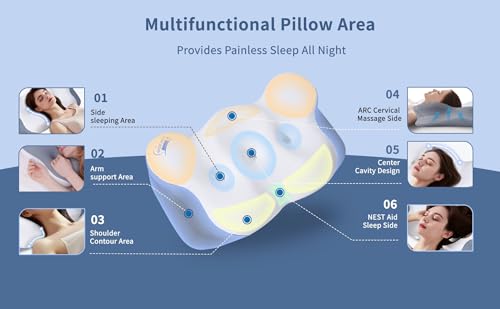 Multifunctional Pillow Area
Provides Painless Sleep All Night
01
Side
sleeping Area
02
Arm
support Area
03
Shoulder
Contour Area
04
ARC Cervical
Massage Side
05
Center
Cavity Design
06
NEST Aid
Sleep Side